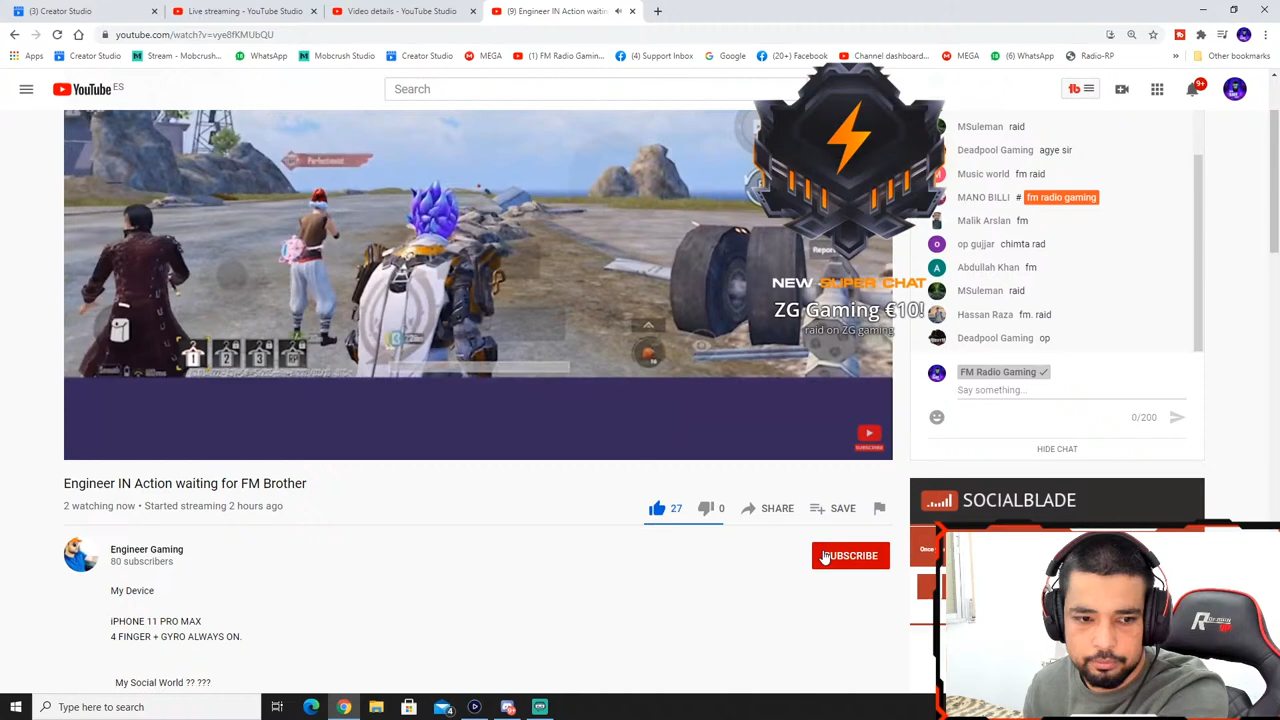 (3) Creator Studio
Live streaming - YouTube Studio
Video details - YouTube Studio
(9) Engineer IN Action waitin
youtube.com/watch?v=vye8fKMUbQU
Apps
Creator Studio
Stream - Mobcrush...
WhatsApp
Mobcrush Studio
Creator Studio
MEGA
(1) FM Radio Gamin...
(4) Support Inbox
Google
(20+) Facebook
Channel dashboard...
MEGA
(6) WhatsApp
Radio-RP
Other bookmarks
YouTube ES
Search
9+
MSuleman raid
Deadpool Gaming agye sir
Music world fm raid
MANO BILLI # fm radio gaming
Malik Arslan fm
op gujjar chimta rad
Abdullah Khan fm
MSuleman raid
Hassan Raza fm. raid
Deadpool Gaming op
FM Radio Gaming
Say something...
0/200
HIDE CHAT
Report
NEW SUPER CHAT
ZG Gaming €10!
raid on ZG gaming
SUBSCRIBE
Engineer IN Action waiting for FM Brother
2 watching now • Started streaming 2 hours ago
27
0
SHARE
SAVE
Engineer Gaming
80 subscribers
SUBSCRIBE
My Device
iPHONE 11 PRO MAX
4 FINGER + GYRO ALWAYS ON.
My Social World ?? ???
SOCIALBLADE
Once
Type here to search